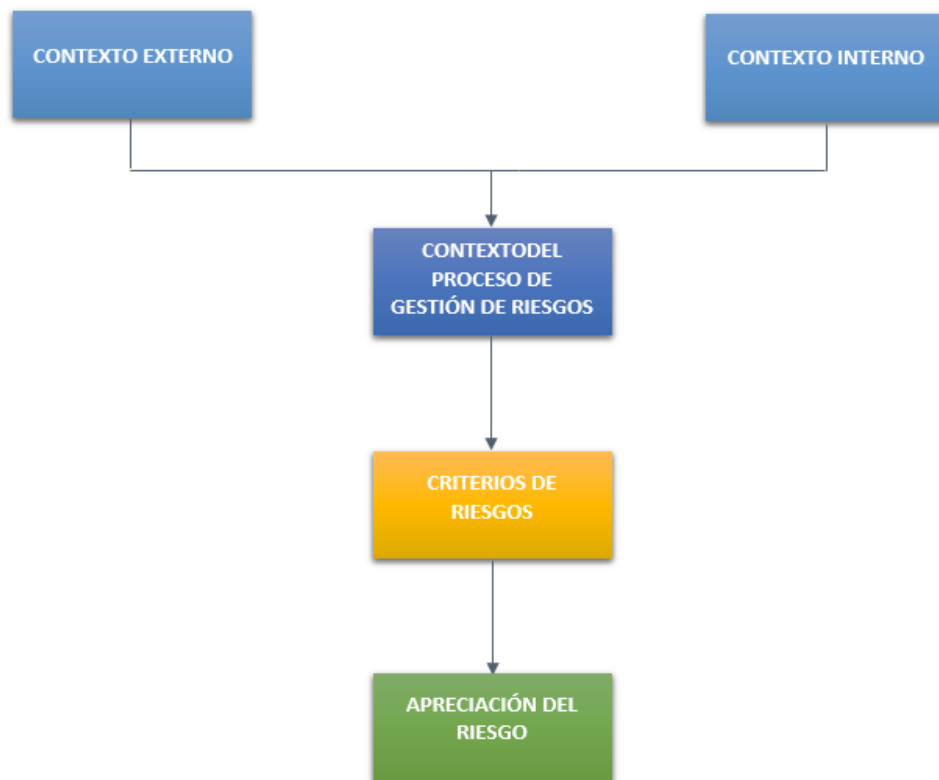 CONTEXTO EXTERNO
CONTEXTO INTERNO
CONTEXTODEL
PROCESO DE
GESTIÓN DE RIESGOS
CRITERIOS DE
RIESGOS
APRECIACIÓN DEL
RIESGO